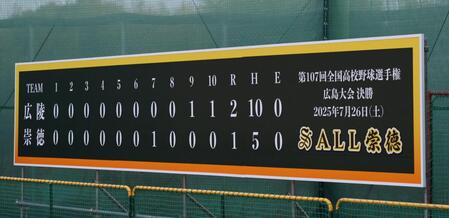 TEAM 1 2 3 4 5 6 7 8 9 10 R H E
広陵 0 0 0 0 0 0 0 0 1 1 2 10 0
崇徳 0 0 0 0 0 0 1 0 0 0 1 5 0
第107回全国高校野球選手権
広島大会 決勝
2025年7月26日(土)
ALL崇徳